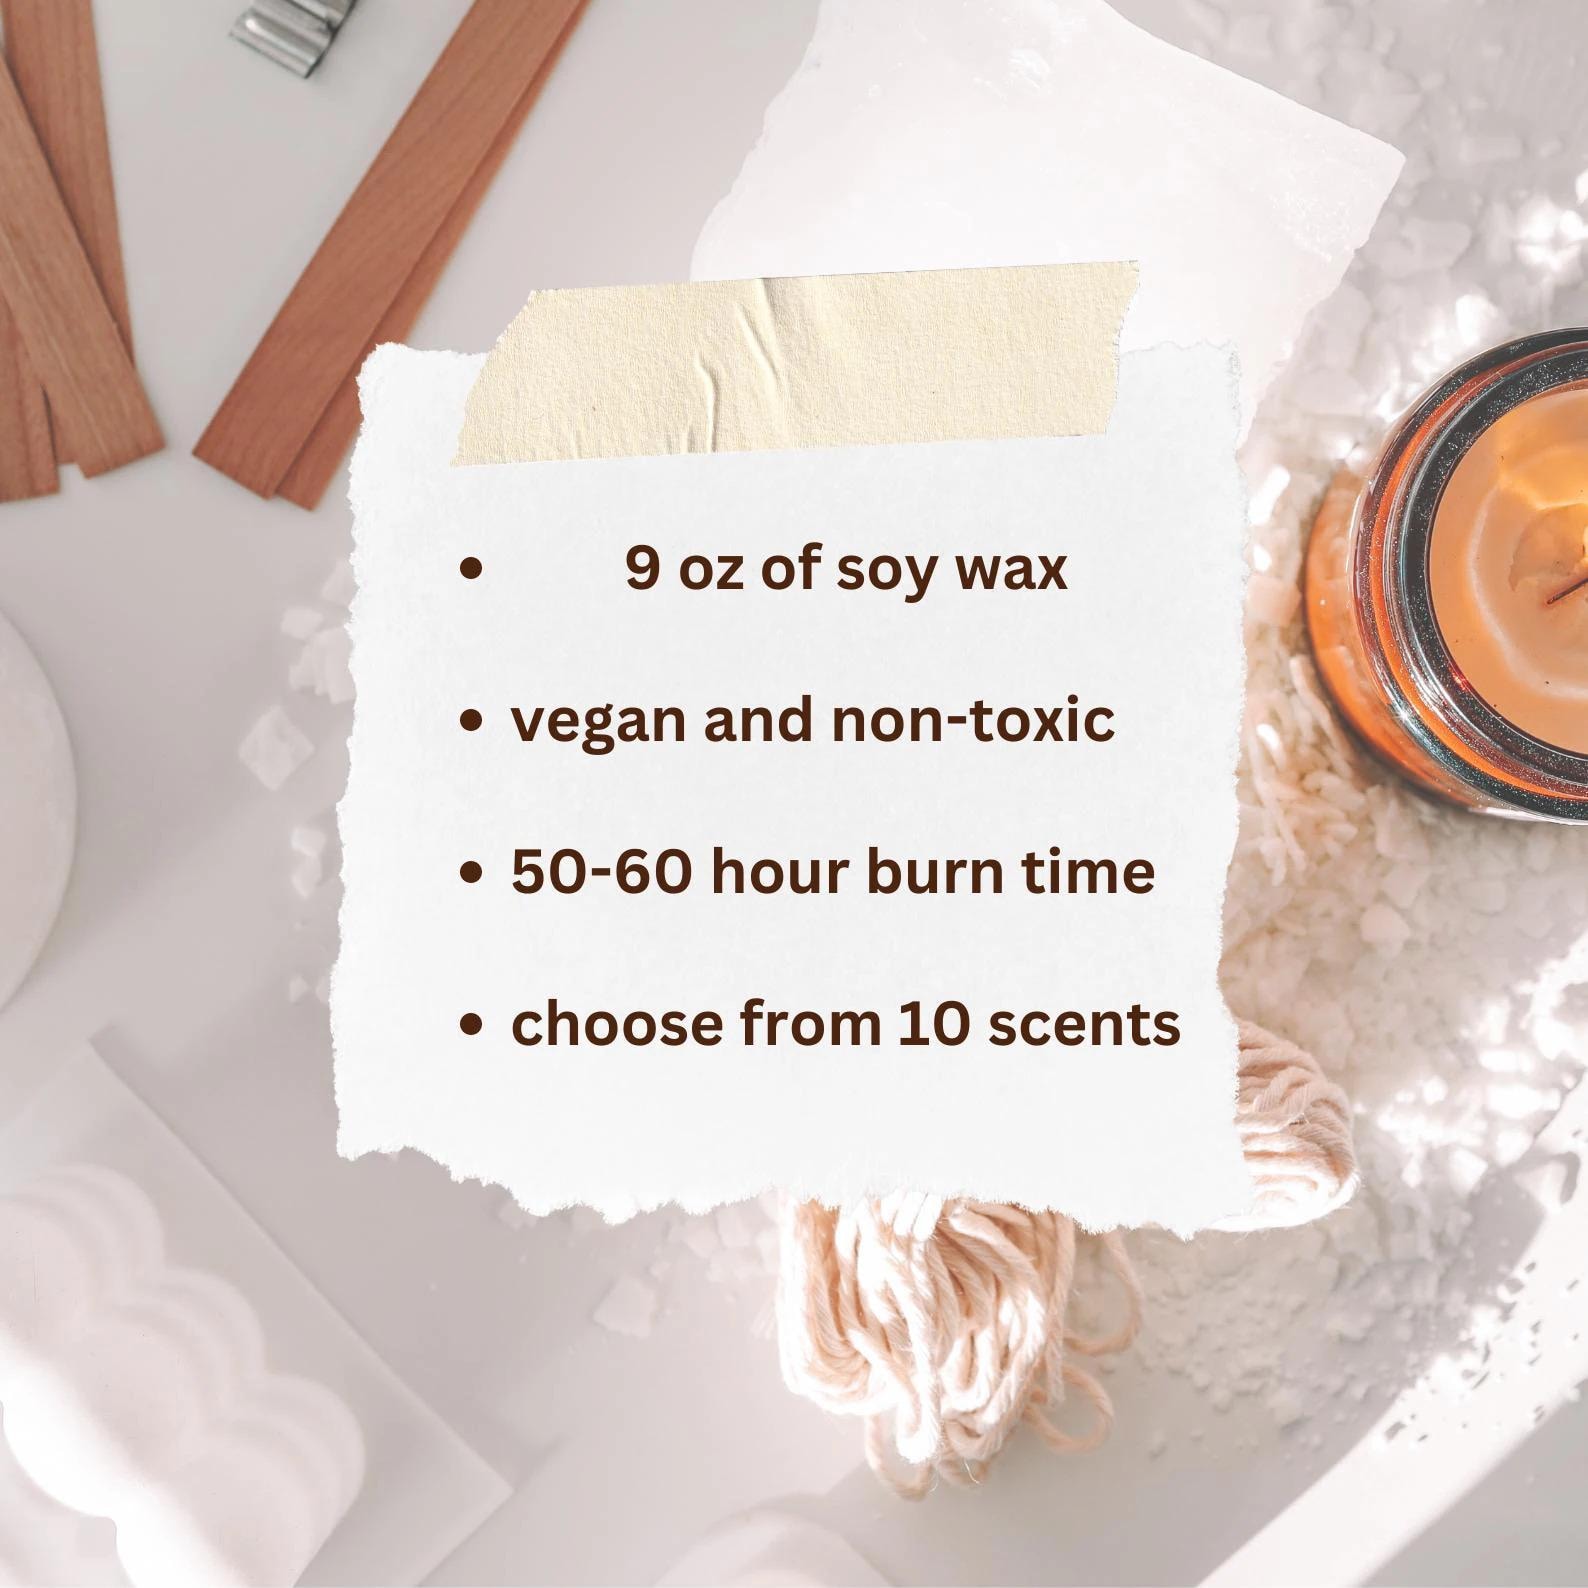 • 9 oz of soy wax
• vegan and non-toxic
• 50-60 hour burn time
• choose from 10 scents